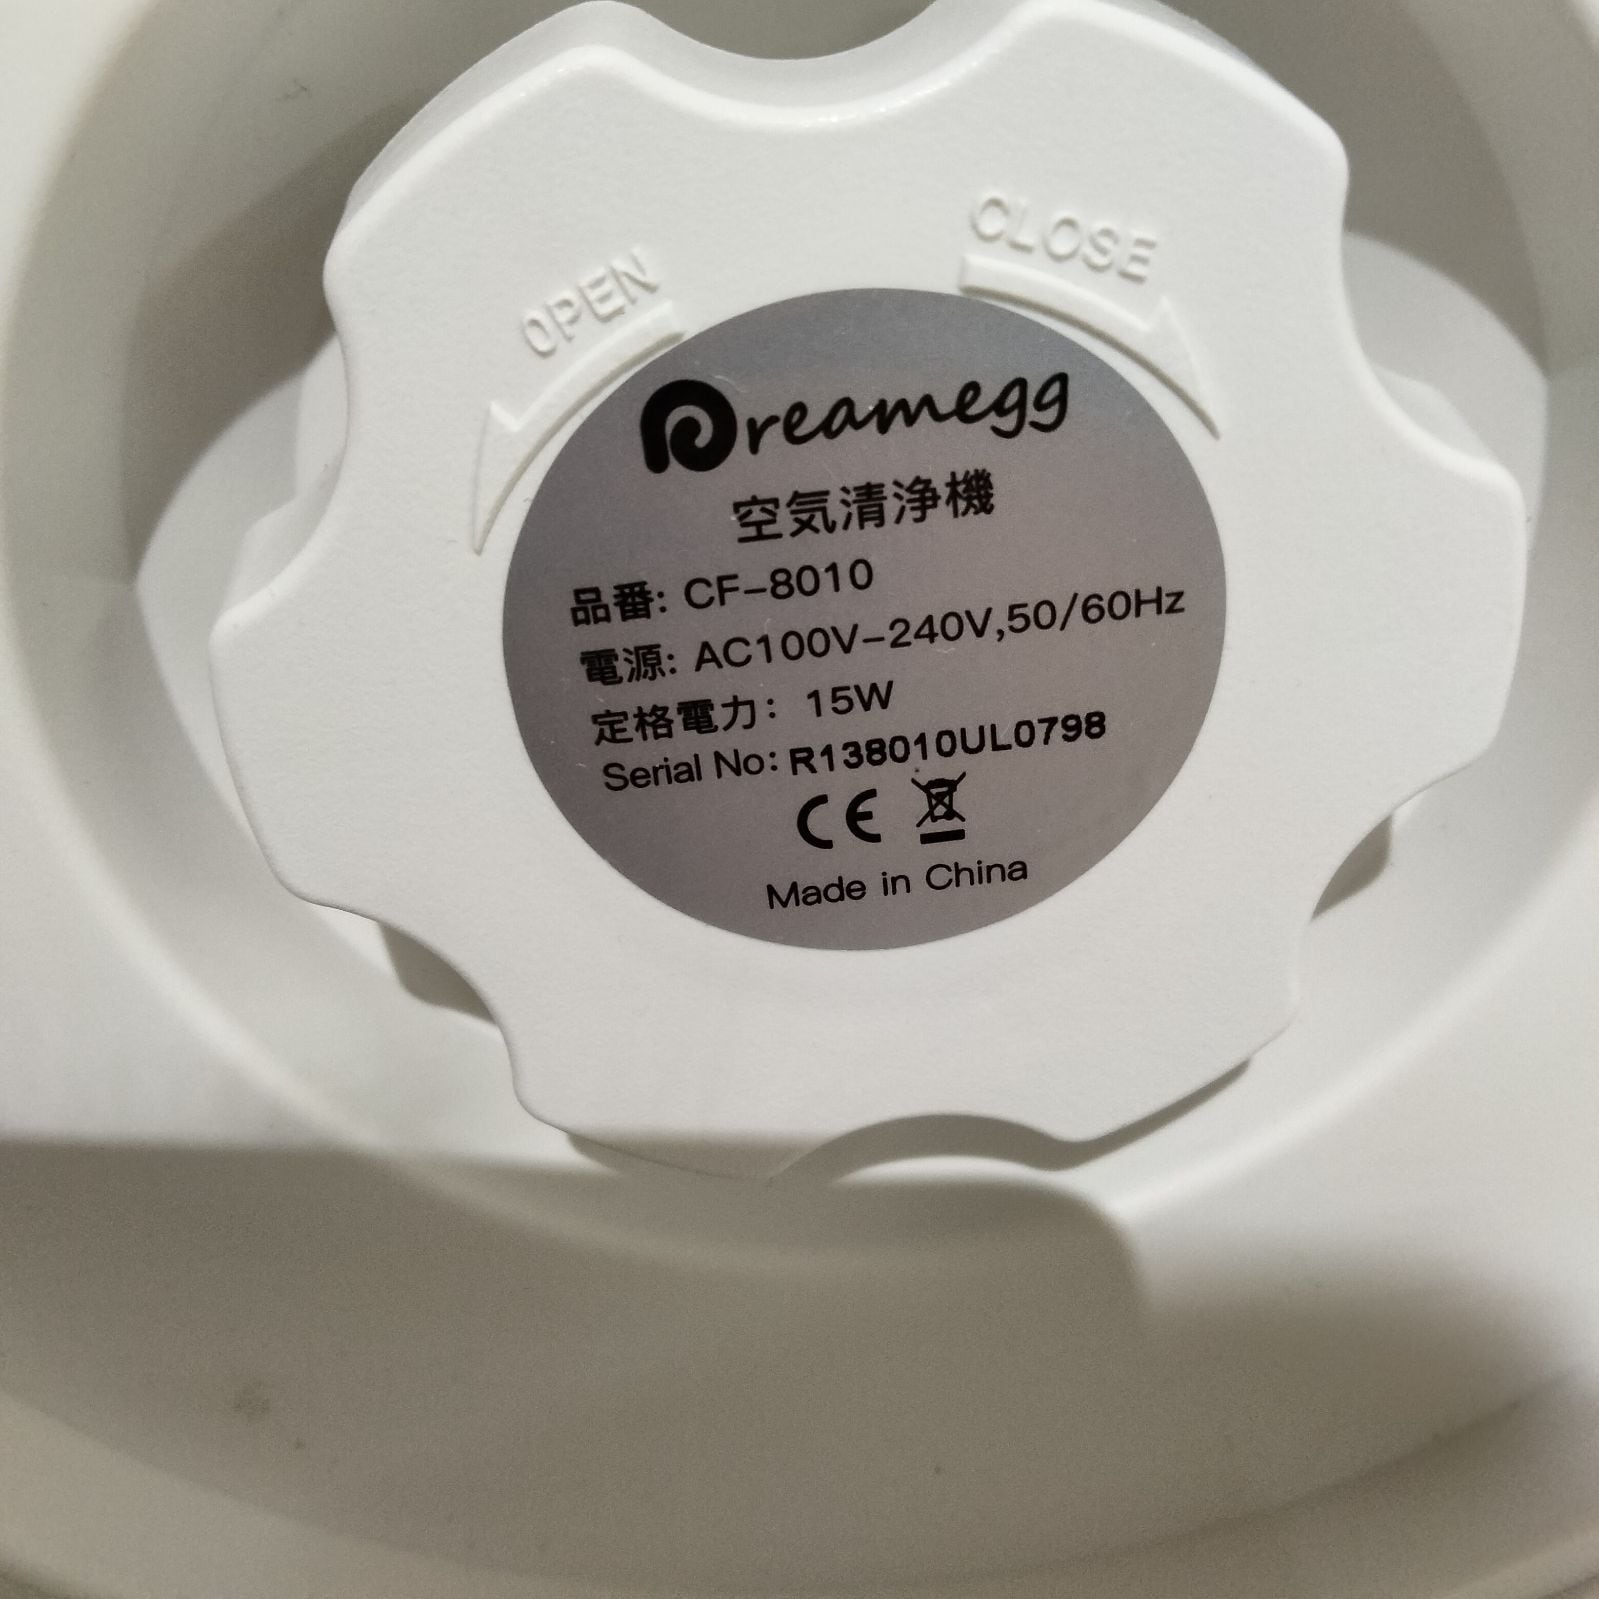 OPEN
CLOSE
Dreamegg
空気清浄機
品番: CF-8010
電源: AC100V-240V,50/60Hz
定格電力: 15W
Serial No: R138010UL0798
CE
Made in China